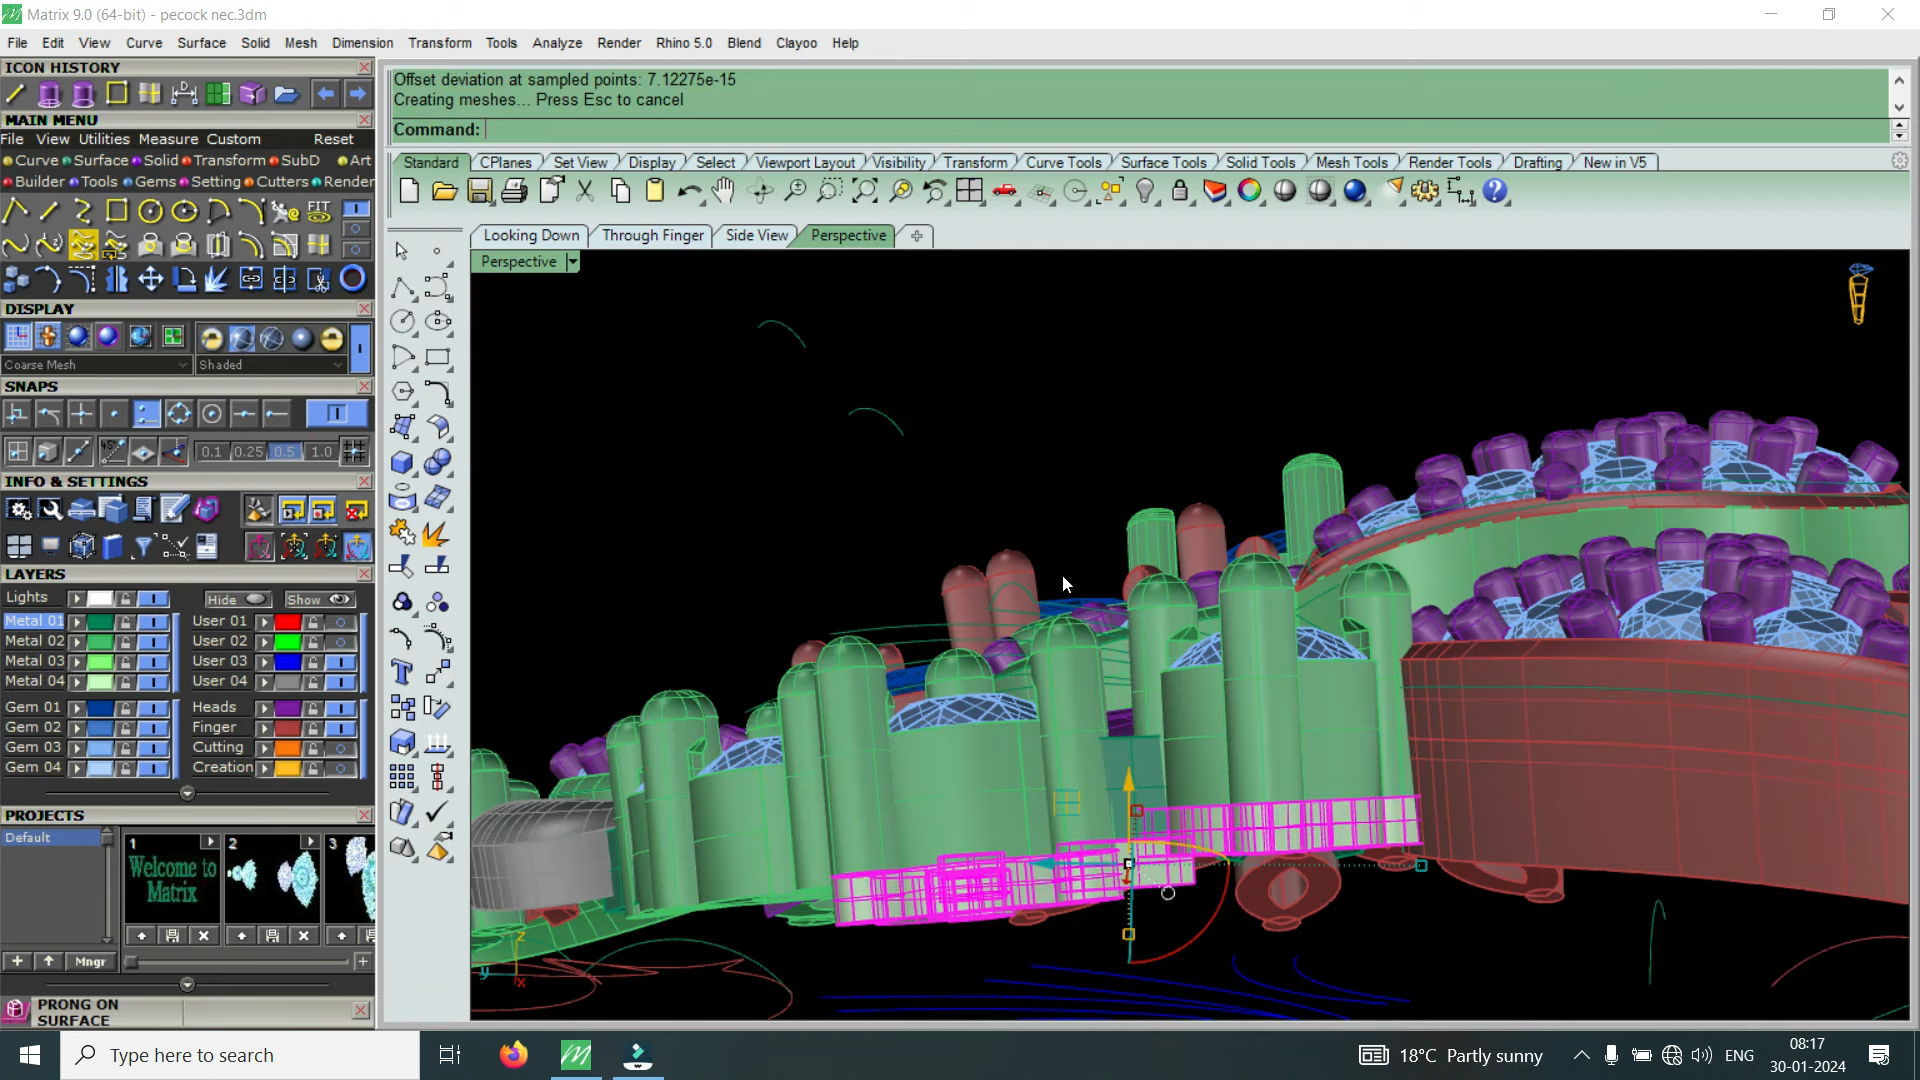 Matrix 9.0 (64-bit) - pecock nec.3dm
File Edit View Curve Surface Solid Mesh Dimension Transform Tools Analyze Render Rhino 5.0 Blend Clayoo Help
ICON HISTORY
MAIN MENU
File View Utilities Measure Custom Reset
Curve Surface Solid Transform SubD Art
Builder Tools Gems Setting Cutters Render
FIT
DISPLAY
Coarse Mesh Shaded
SNAPS
0.1 0.25 0.5 1.0
INFO & SETTINGS
LAYERS
Lights Hide Show
Metal 01 User 01
Metal 02 User 02
Metal 03 User 03
Metal 04 User 04
Gem 01 Heads
Gem 02 Finger
Gem 03 Cutting
Gem 04 Creation
PROJECTS
Default
1 2 3
Welcome to
Matrix
Mngr
PRONG ON
SURFACE
Offset deviation at sampled points: 7.12275e-15
Creating meshes... Press Esc to cancel
Command:
Standard CPlanes Set View Display Select Viewport Layout Visibility Transform Curve Tools Surface Tools Solid Tools Mesh Tools Render Tools Drafting New in V5
Looking Down Through Finger Side View Perspective
Perspective
z
y
x
Type here to search
18°C Partly sunny
ENG
08:17
30-01-2024